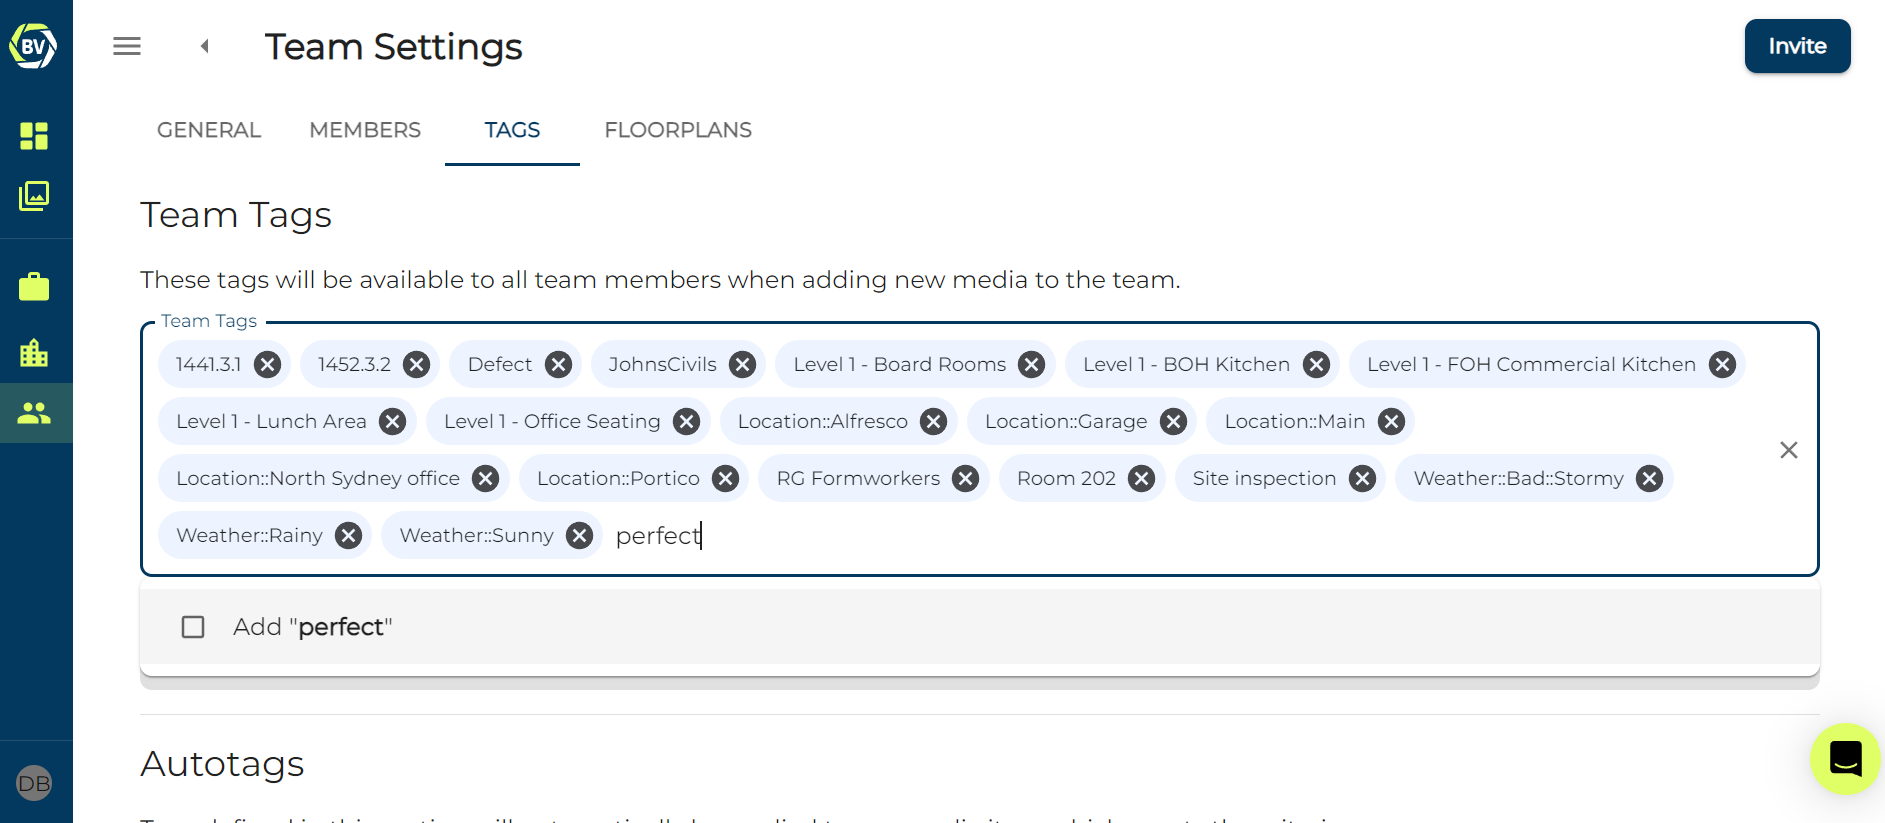 BV
Team Settings
Invite
GENERAL MEMBERS TAGS FLOORPLANS
Team Tags
These tags will be available to all team members when adding new media to the team.
Team Tags
1441.3.1 1452.3.2 Defect JohnsCivils Level 1 - Board Rooms Level 1 - BOH Kitchen Level 1 - FOH Commercial Kitchen
Level 1 - Lunch Area Level 1 - Office Seating Location::Alfresco Location::Garage Location::Main
Location::North Sydney office Location::Portico RG Formworkers Room 202 Site inspection Weather::Bad::Stormy
Weather::Rainy Weather::Sunny perfect
Add "perfect"
Autotags
DB